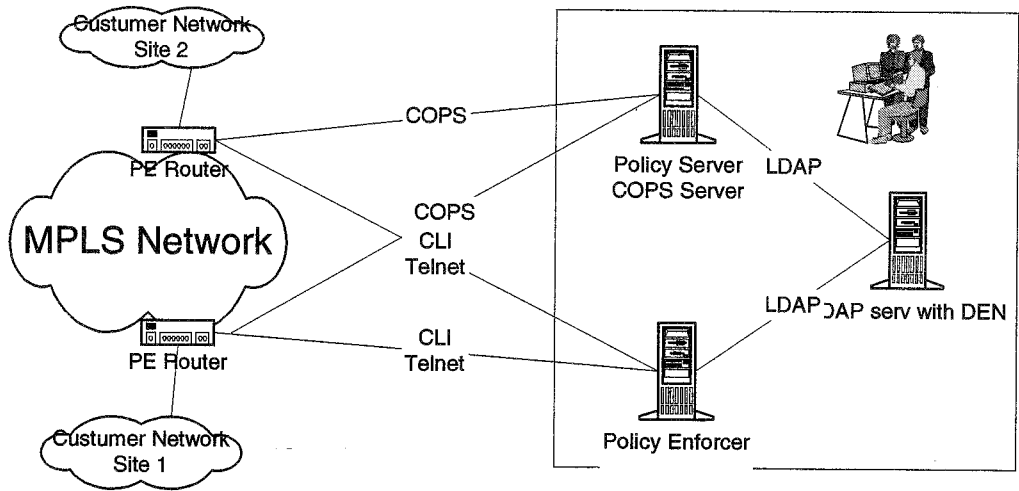 Custumer Network
Site 2
PE Router
MPLS Network
PE Router
Custumer Network
Site 1
COPS
COPS
CLI
Telnet
CLI
Telnet
Policy Server
COPS Server
LDAP
LDAP
DAP serv with DEN
Policy Enforcer